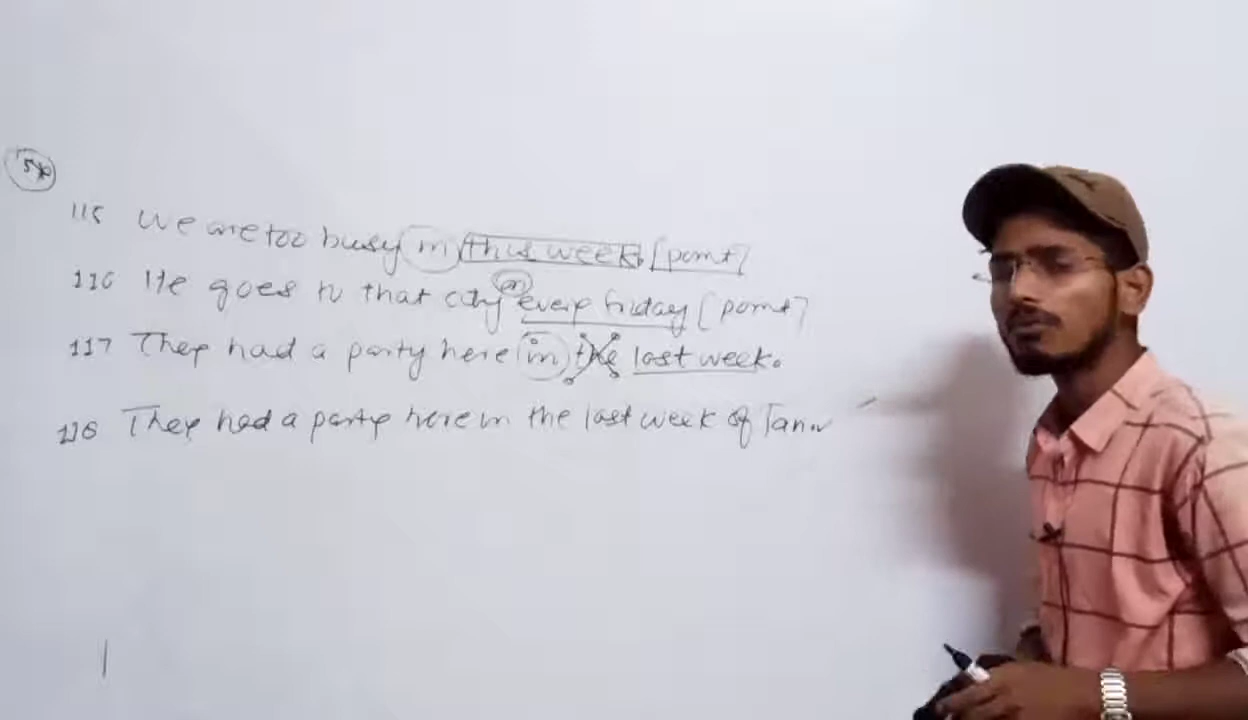 115 We are too busy in this week. [point]
116 He goes to that city on every friday [point]
117 They had a party here in the last week.
118 They had a party here in the last week of Jan.